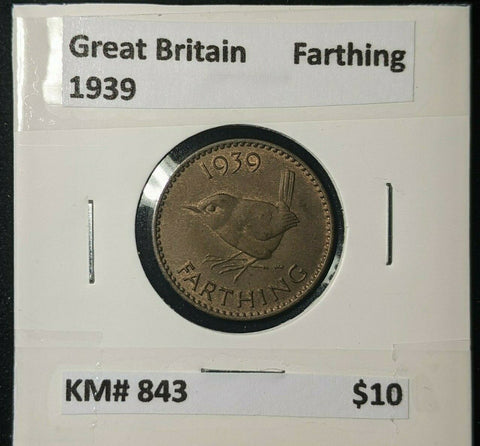 Great Britain Farthing
1939
1939
FARTHING
KM# 843 $10